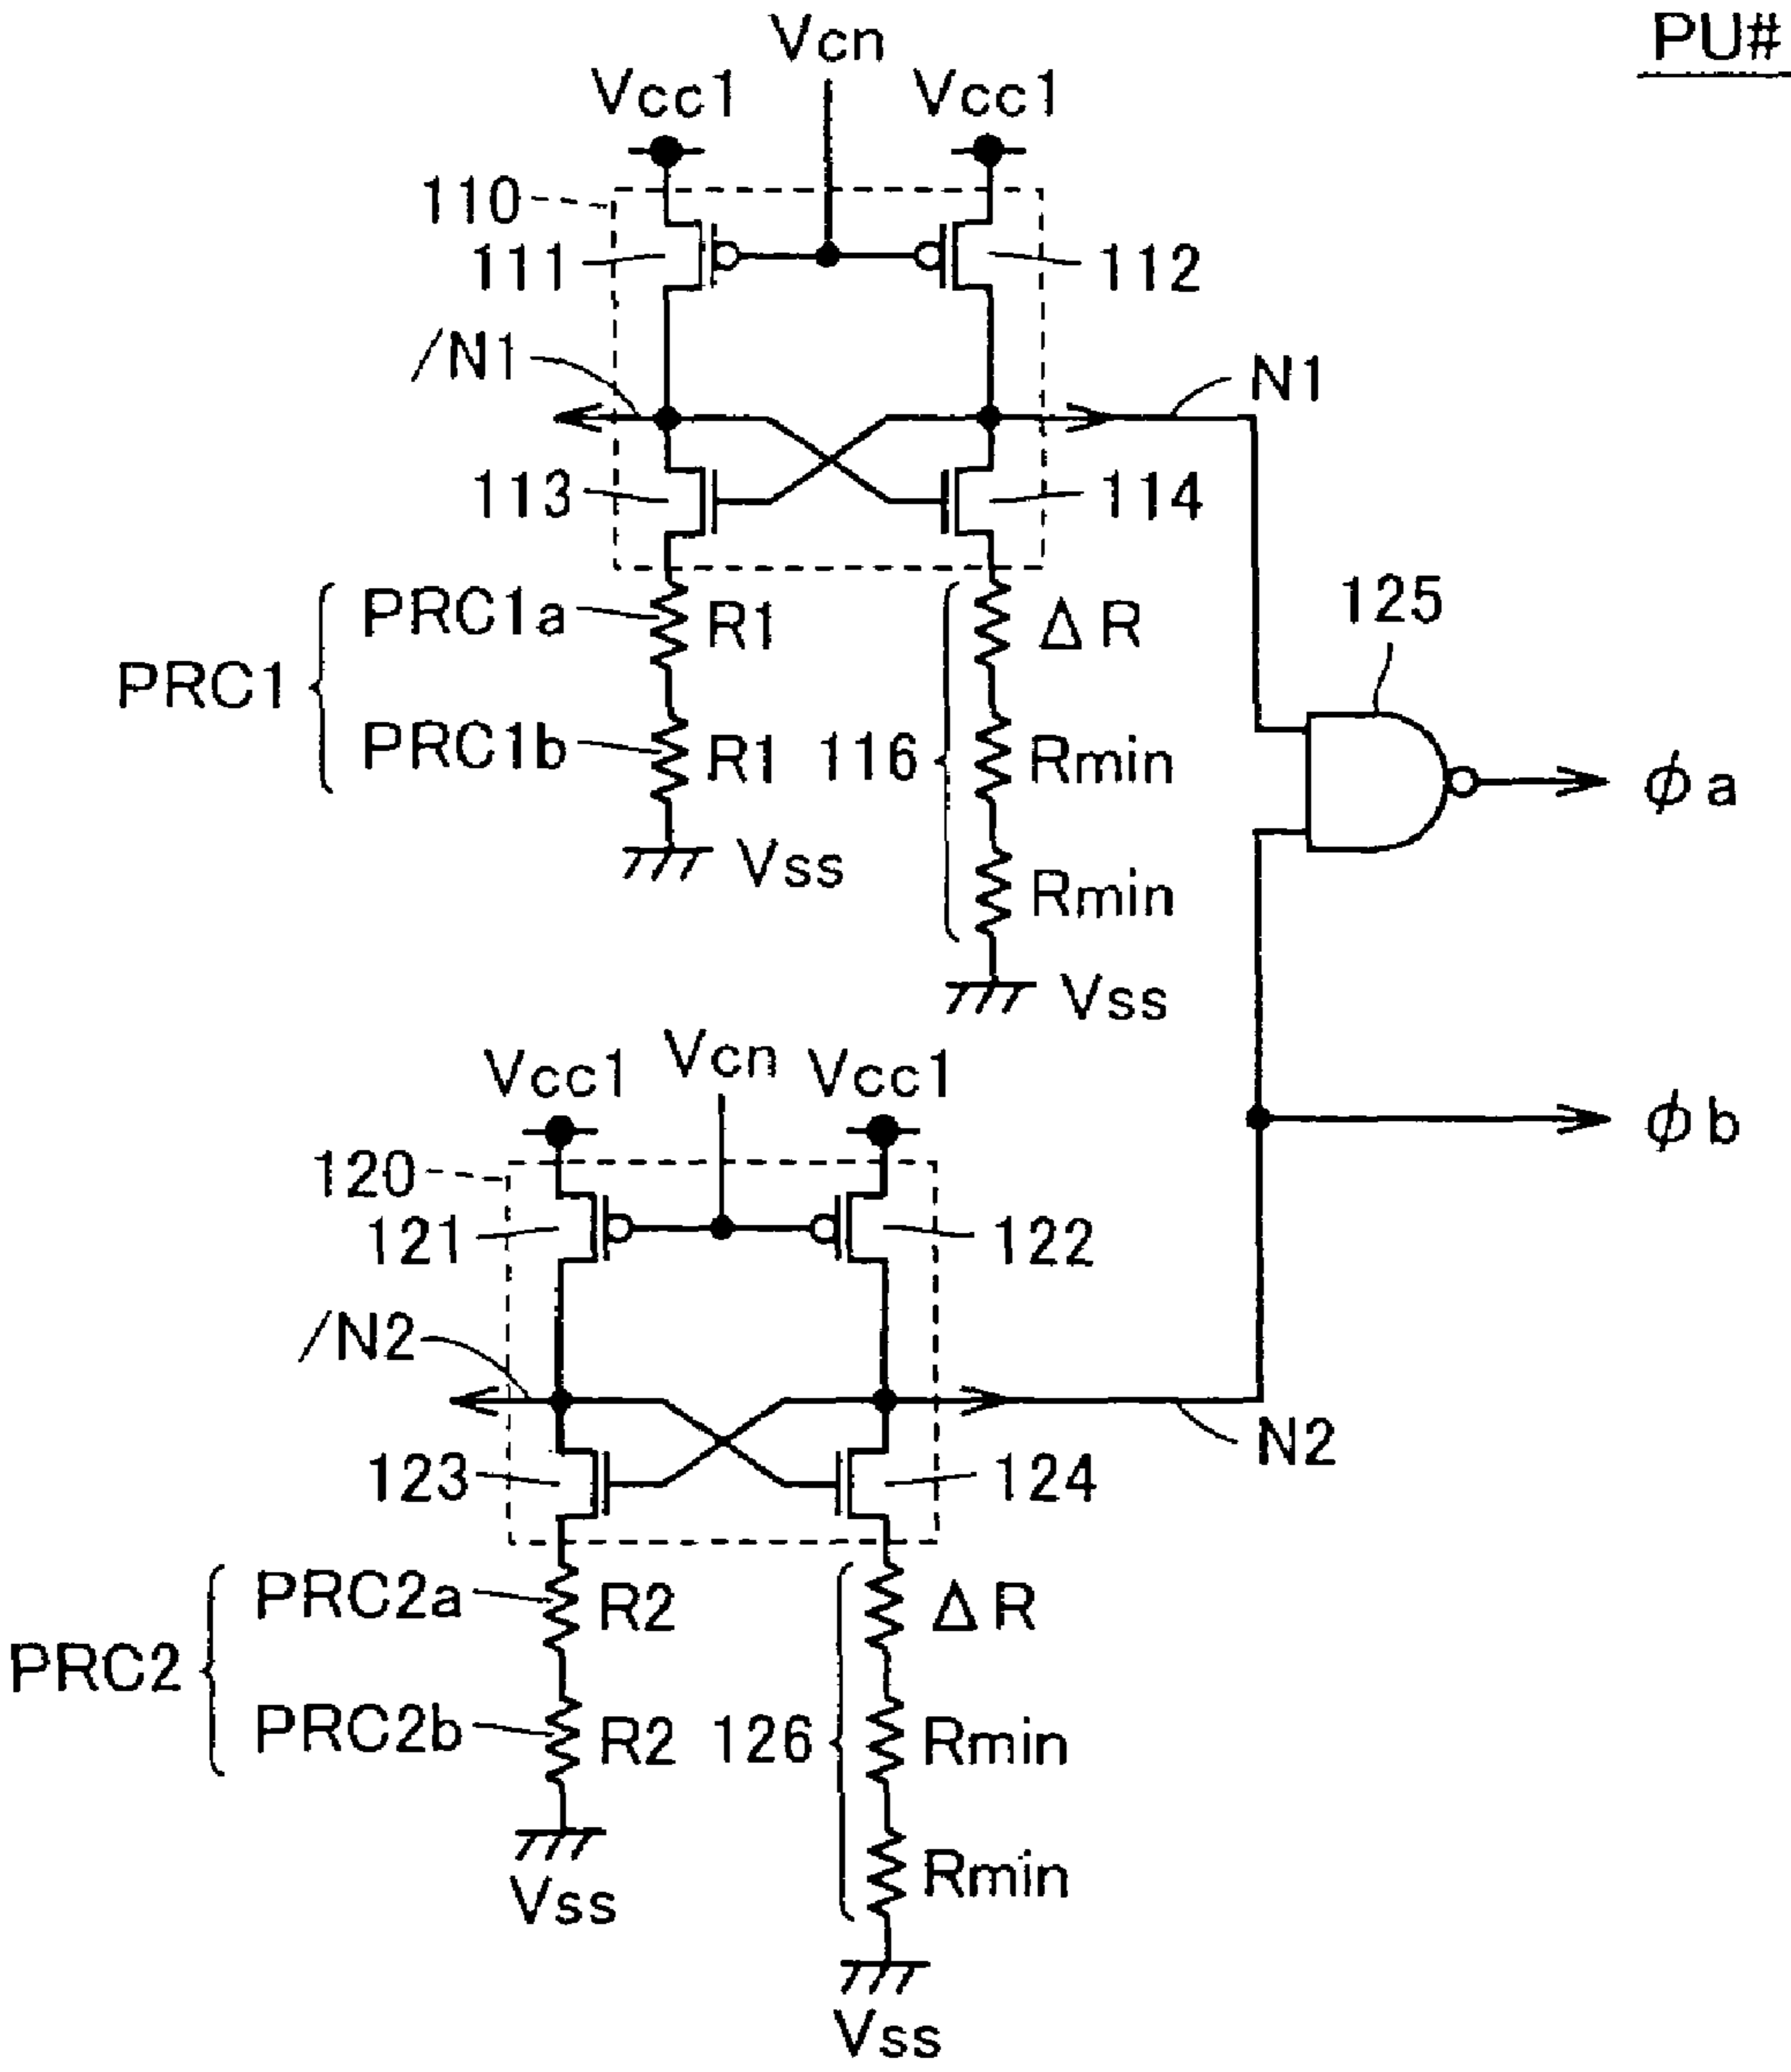 PU#
Vcn
Vcc1 Vcc1
110
111 112
/N1 N1
113 114
125
PRC1a R1 ΔR
PRC1
PRC1b R1 116 Rmin
ϕa
Vss Rmin
Vss
Vcn
Vcc1 Vcc1
ϕb
120
121 122
/N2
N2
123 124
PRC2a R2 ΔR
PRC2
PRC2b R2 126 Rmin
Vss Rmin
Vss